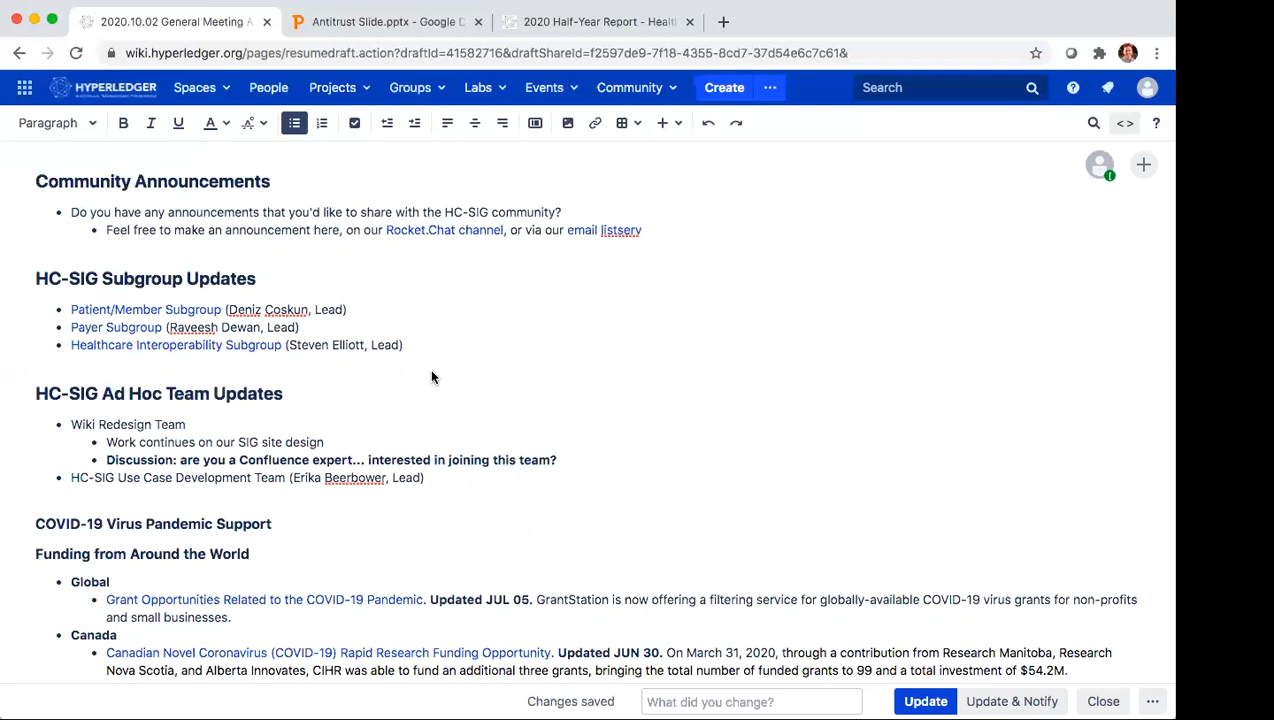 2020.10.02 General Meeting A
Antitrust Slide.pptx - Google D
2020 Half-Year Report - Healt
wiki.hyperledger.org/pages/resumedraft.action?draftId=41582716&draftShareId=f2597de9-7f18-4355-8cd7-37d54e6c7c61&
HYPERLEDGER Spaces People Projects Groups Labs Events Community Create ... Search
Paragraph B I U A
Community Announcements
• Do you have any announcements that you'd like to share with the HC-SIG community?
• Feel free to make an announcement here, on our Rocket.Chat channel, or via our email listserv
HC-SIG Subgroup Updates
• Patient/Member Subgroup (Deniz Coskun, Lead)
• Payer Subgroup (Raveesh Dewan, Lead)
• Healthcare Interoperability Subgroup (Steven Elliott, Lead)
HC-SIG Ad Hoc Team Updates
• Wiki Redesign Team
• Work continues on our SIG site design
• Discussion: are you a Confluence expert... interested in joining this team?
• HC-SIG Use Case Development Team (Erika Beerbower, Lead)
COVID-19 Virus Pandemic Support
Funding from Around the World
• Global
• Grant Opportunities Related to the COVID-19 Pandemic. Updated JUL 05. GrantStation is now offering a filtering service for globally-available COVID-19 virus grants for non-profits
and small businesses.
• Canada
• Canadian Novel Coronavirus (COVID-19) Rapid Research Funding Opportunity. Updated JUN 30. On March 31, 2020, through a contribution from Research Manitoba, Research
Nova Scotia, and Alberta Innovates, CIHR was able to fund an additional three grants, bringing the total number of funded grants to 99 and a total investment of $54.2M.
Changes saved What did you change? Update Update & Notify Close ...